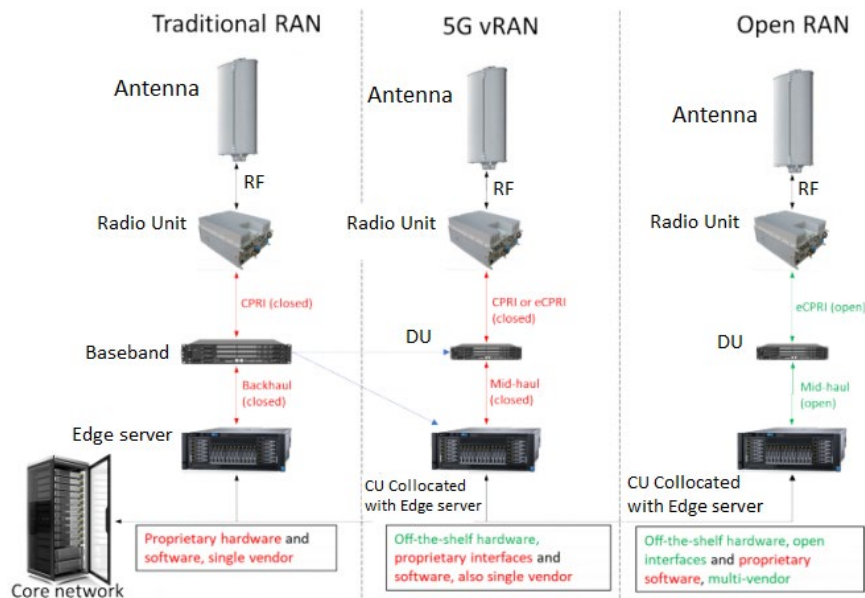 Traditional RAN
Antenna
RF
Radio Unit
CPRI (closed)
Baseband
Backhaul
(closed)
Edge server
Proprietary hardware and
software, single vendor
Core network
5G vRAN
Antenna
RF
Radio Unit
CPRI or eCPRI
(closed)
DU
Mid-haul
(closed)
CU Collocated
with Edge server
Off-the-shelf hardware,
proprietary interfaces and
software, also single vendor
Open RAN
Antenna
RF
Radio Unit
eCPRI (open)
DU
Mid-haul
(open)
CU Collocated
with Edge server
Off-the-shelf hardware, open
interfaces and proprietary
software, multi-vendor